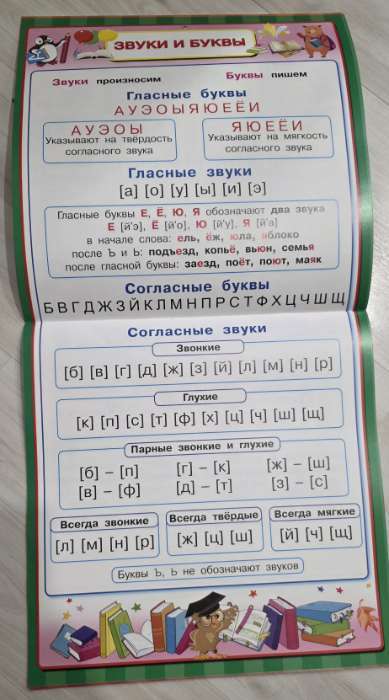 ЗВУКИ И БУКВЫ
Звуки произносим Буквы пишем
Гласные буквы
А У Э О Ы Я Ю Е Ё И
А У Э О Ы
Указывают на твёрдость
согласного звука
Я Ю Е Ё И
Указывают на мягкость
согласного звука
Гласные звуки
[а] [о] [у] [ы] [и] [э]
Гласные буквы Е, Ё, Ю, Я обозначают два звука
Е [й'э], Ё [й'о], Ю [й'у], Я [й'а]
в начале слова: ель, ёж, юла, яблоко
после Ъ и Ь: подъезд, копьё, вьюн, семья
после гласной буквы: заезд, поёт, поют, маяк
Согласные буквы
Б В Г Д Ж З Й К Л М Н П Р С Т Ф Х Ц Ч Ш Щ
Согласные звуки
Звонкие
[б] [в] [г] [д] [ж] [з] [й] [л] [м] [н] [р]
Глухие
[к] [п] [с] [т] [ф] [х] [ц] [ч] [ш] [щ]
Парные звонкие и глухие
[б] – [п] [г] – [к] [ж] – [ш]
[в] – [ф] [д] – [т] [з] – [с]
Всегда звонкие
[л] [м] [н] [р]
Всегда твёрдые
[ж] [ц] [ш]
Всегда мягкие
[й] [ч] [щ]
Буквы Ъ, Ь не обозначают звуков